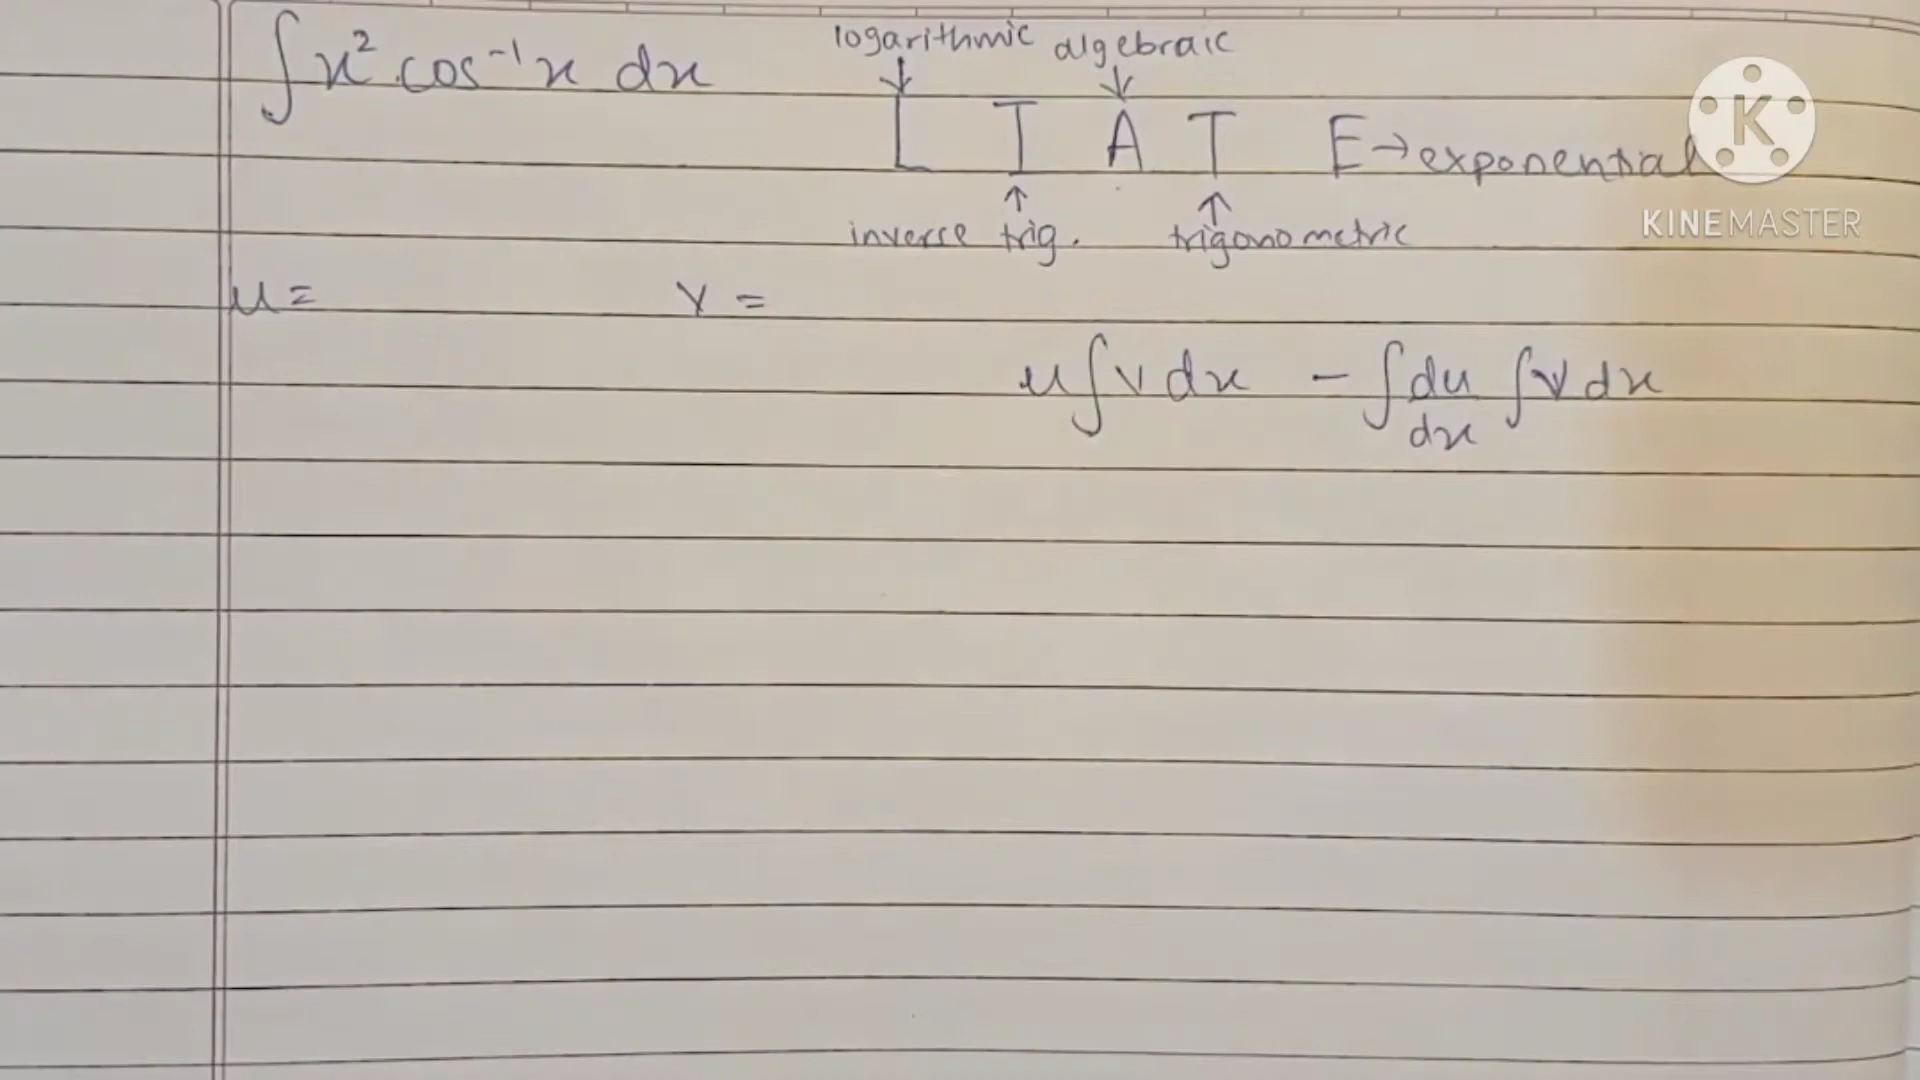 ∫x² cos⁻¹x dx
logarithmic algebraic
↓ ↓
L I A T E→exponential
↑ ↑
inverse trig. trigonometric
u = v =
u∫v dx - ∫du/dx ∫v dx
K
KINEMASTER